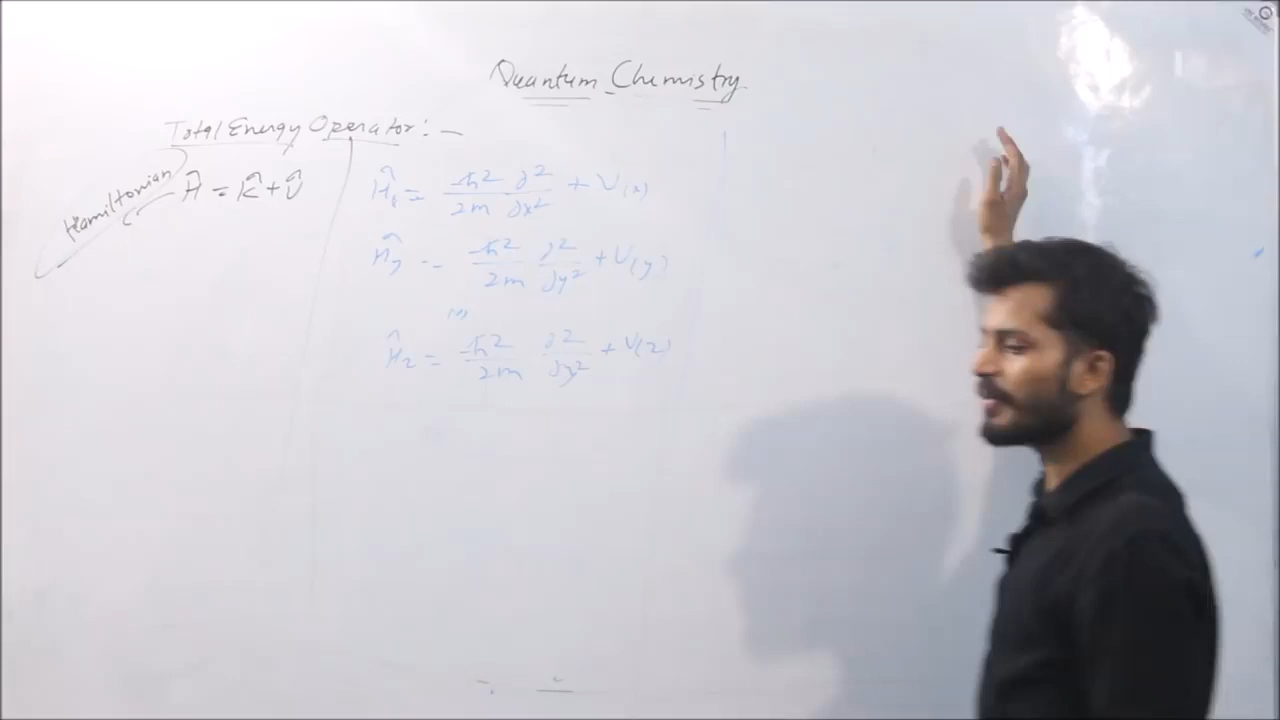 Quantum Chemistry
Total Energy Operator:-
Hamiltonian
Ĥ = K̂ + Û
Ĥ₁ = -ħ²/2m ∂²/∂x² + V(x)
Ĥy = -ħ²/2m ∂²/∂y² + V(y)
Ĥz = -ħ²/2m ∂²/∂y² + V(z)